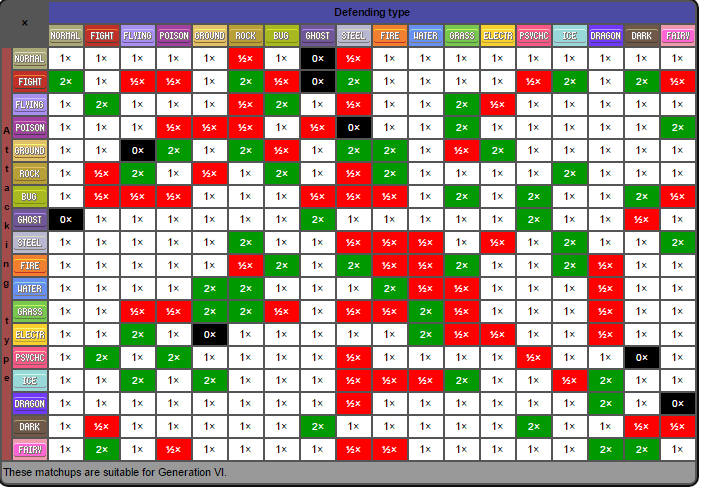 ×
Defending type
NORMAL FIGHT FLYING POISON GROUND ROCK BUG GHOST STEEL FIRE WATER GRASS ELECTR PSYCHC ICE DRAGON DARK FAIRY
Attacking type
NORMAL 1× 1× 1× 1× 1× ½× 1× 0× ½× 1× 1× 1× 1× 1× 1× 1× 1× 1×
FIGHT 2× 1× ½× ½× 1× 2× ½× 0× 2× 1× 1× 1× 1× ½× 2× 1× 2× ½×
FLYING 1× 2× 1× 1× 1× ½× 2× 1× ½× 1× 1× 2× ½× 1× 1× 1× 1× 1×
POISON 1× 1× 1× ½× ½× ½× 1× ½× 0× 1× 1× 2× 1× 1× 1× 1× 1× 2×
GROUND 1× 1× 0× 2× 1× 2× ½× 1× 2× 2× 1× ½× 2× 1× 1× 1× 1× 1×
ROCK 1× ½× 2× 1× ½× 1× 2× 1× ½× 2× 1× 1× 1× 1× 2× 1× 1× 1×
BUG 1× ½× ½× ½× 1× 1× 1× ½× ½× ½× 1× 2× 1× 2× 1× 1× 2× ½×
GHOST 0× 1× 1× 1× 1× 1× 1× 2× 1× 1× 1× 1× 1× 2× 1× 1× ½× 1×
STEEL 1× 1× 1× 1× 1× 2× 1× 1× ½× ½× ½× 1× ½× 1× 2× 1× 1× 2×
FIRE 1× 1× 1× 1× 1× ½× 2× 1× 2× ½× ½× 2× 1× 1× 2× ½× 1× 1×
WATER 1× 1× 1× 1× 2× 2× 1× 1× 1× 2× ½× ½× 1× 1× 1× ½× 1× 1×
GRASS 1× 1× ½× ½× 2× 2× ½× 1× ½× ½× 2× ½× 1× 1× 1× ½× 1× 1×
ELECTR 1× 1× 2× 1× 0× 1× 1× 1× 1× 1× 2× ½× ½× 1× 1× ½× 1× 1×
PSYCHC 1× 2× 1× 2× 1× 1× 1× 1× ½× 1× 1× 1× 1× ½× 1× 1× 0× 1×
ICE 1× 1× 2× 1× 2× 1× 1× 1× ½× ½× ½× 2× 1× 1× ½× 2× 1× 1×
DRAGON 1× 1× 1× 1× 1× 1× 1× 1× ½× 1× 1× 1× 1× 1× 1× 2× 1× 0×
DARK 1× ½× 1× 1× 1× 1× 1× 2× 1× 1× 1× 1× 1× 2× 1× 1× ½× ½×
FAIRY 1× 2× 1× ½× 1× 1× 1× 1× ½× ½× 1× 1× 1× 1× 1× 2× 2× 1×
These matchups are suitable for Generation VI.